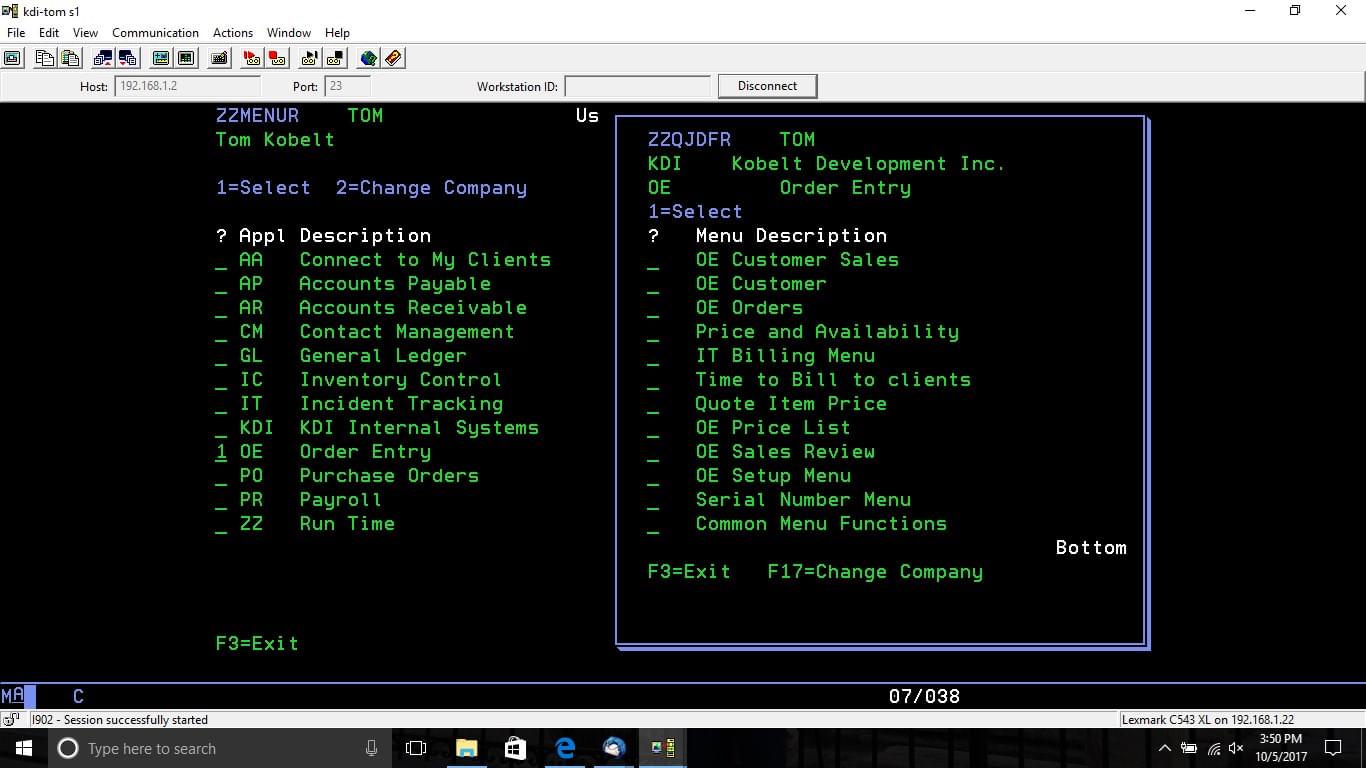 kdi-tom s1
File Edit View Communication Actions Window Help
Host: 192.168.1.2 Port: 23 Workstation ID: Disconnect
ZZMENUR TOM Us
Tom Kobelt
1=Select 2=Change Company
? Appl Description
_ AA Connect to My Clients
_ AP Accounts Payable
_ AR Accounts Receivable
_ CM Contact Management
_ GL General Ledger
_ IC Inventory Control
_ IT Incident Tracking
_ KDI KDI Internal Systems
1 OE Order Entry
_ PO Purchase Orders
_ PR Payroll
_ ZZ Run Time
F3=Exit
ZZQJDFR TOM
KDI Kobelt Development Inc.
OE Order Entry
1=Select
? Menu Description
_ OE Customer Sales
_ OE Customer
_ OE Orders
_ Price and Availability
_ IT Billing Menu
_ Time to Bill to clients
_ Quote Item Price
_ OE Price List
_ OE Sales Review
_ OE Setup Menu
_ Serial Number Menu
_ Common Menu Functions
Bottom
F3=Exit F17=Change Company
MA C 07/038
I902 - Session successfully started Lexmark C543 XL on 192.168.1.22
Type here to search
3:50 PM
10/5/2017